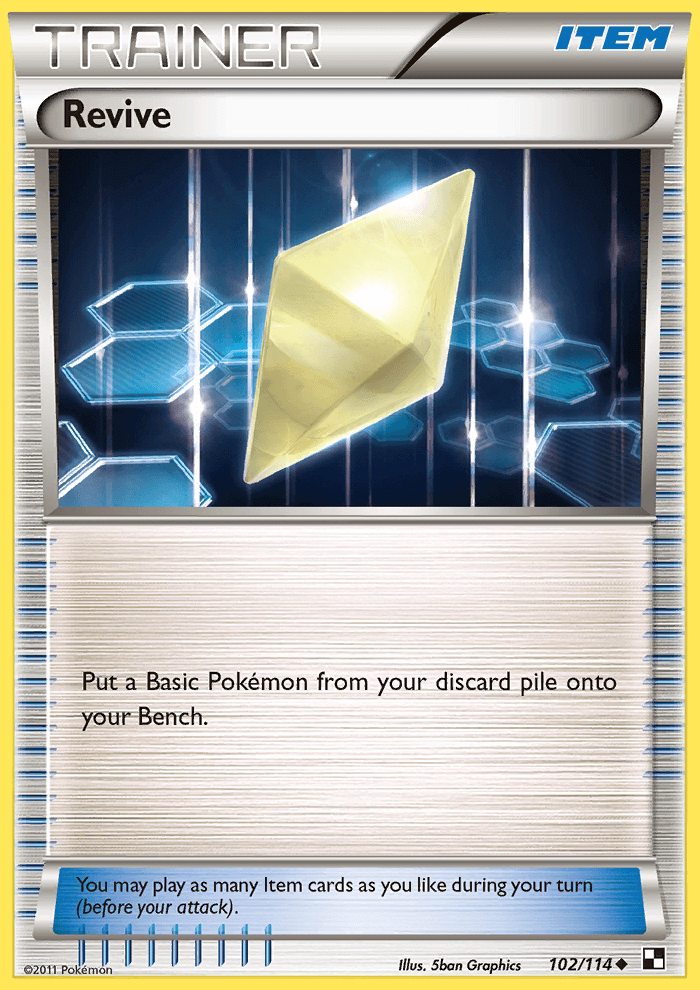 TRAINER
ITEM
Revive
Put a Basic Pokémon from your discard pile onto
your Bench.
You may play as many Item cards as you like during your turn
(before your attack).
©2011 Pokémon
Illus. 5ban Graphics
102/114